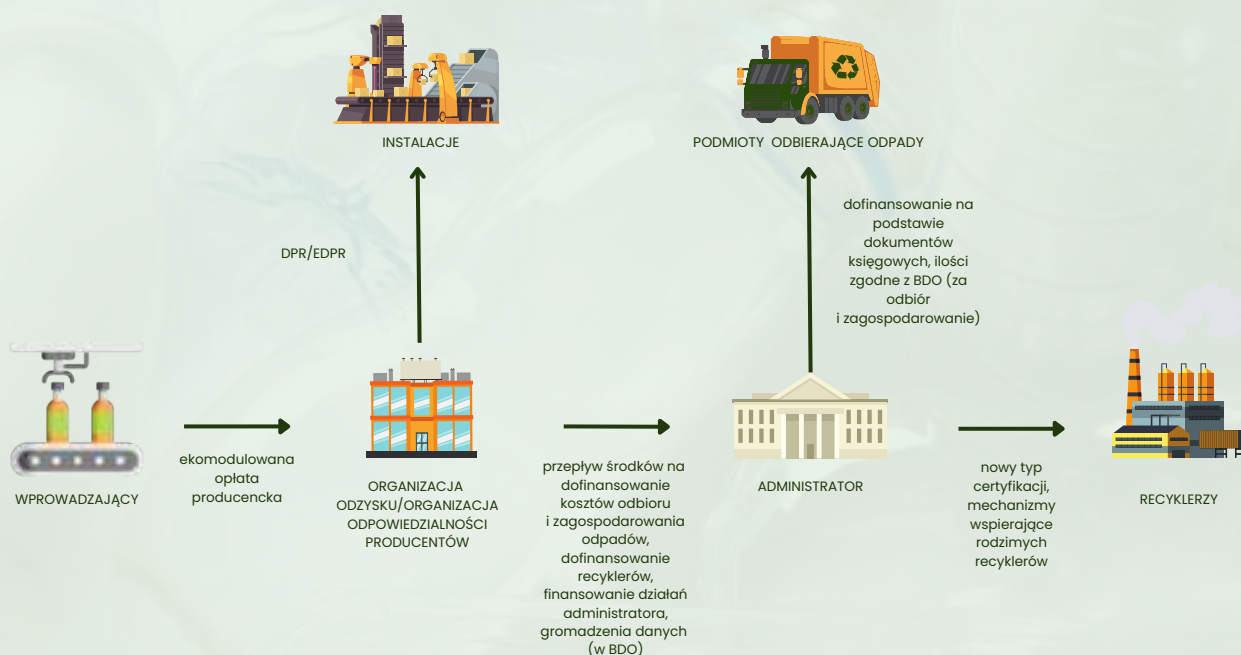 INSTALACJE
PODMIOTY ODBIERAJĄCE ODPADY
DPR/EDPR
dofinansowanie na
podstawie
dokumentów
księgowych, ilości
zgodne z BDO (za
odbiór
i zagospodarowanie)
WPROWADZAJĄCY
ekomodulowana
opłata
producencka
ORGANIZACJA
ODZYSKU/ORGANIZACJA
ODPOWIEDZIALNOŚCI
PRODUCENTÓW
przepływ środków na
dofinansowanie
kosztów odbioru
i zagospodarowania
odpadów,
dofinansowanie
recyklerów,
finansowanie działań
administratora,
gromadzenia danych
(w BDO)
ADMINISTRATOR
nowy typ
certyfikacji,
mechanizmy
wspierające
rodzimych
recyklerów
RECYKLERZY